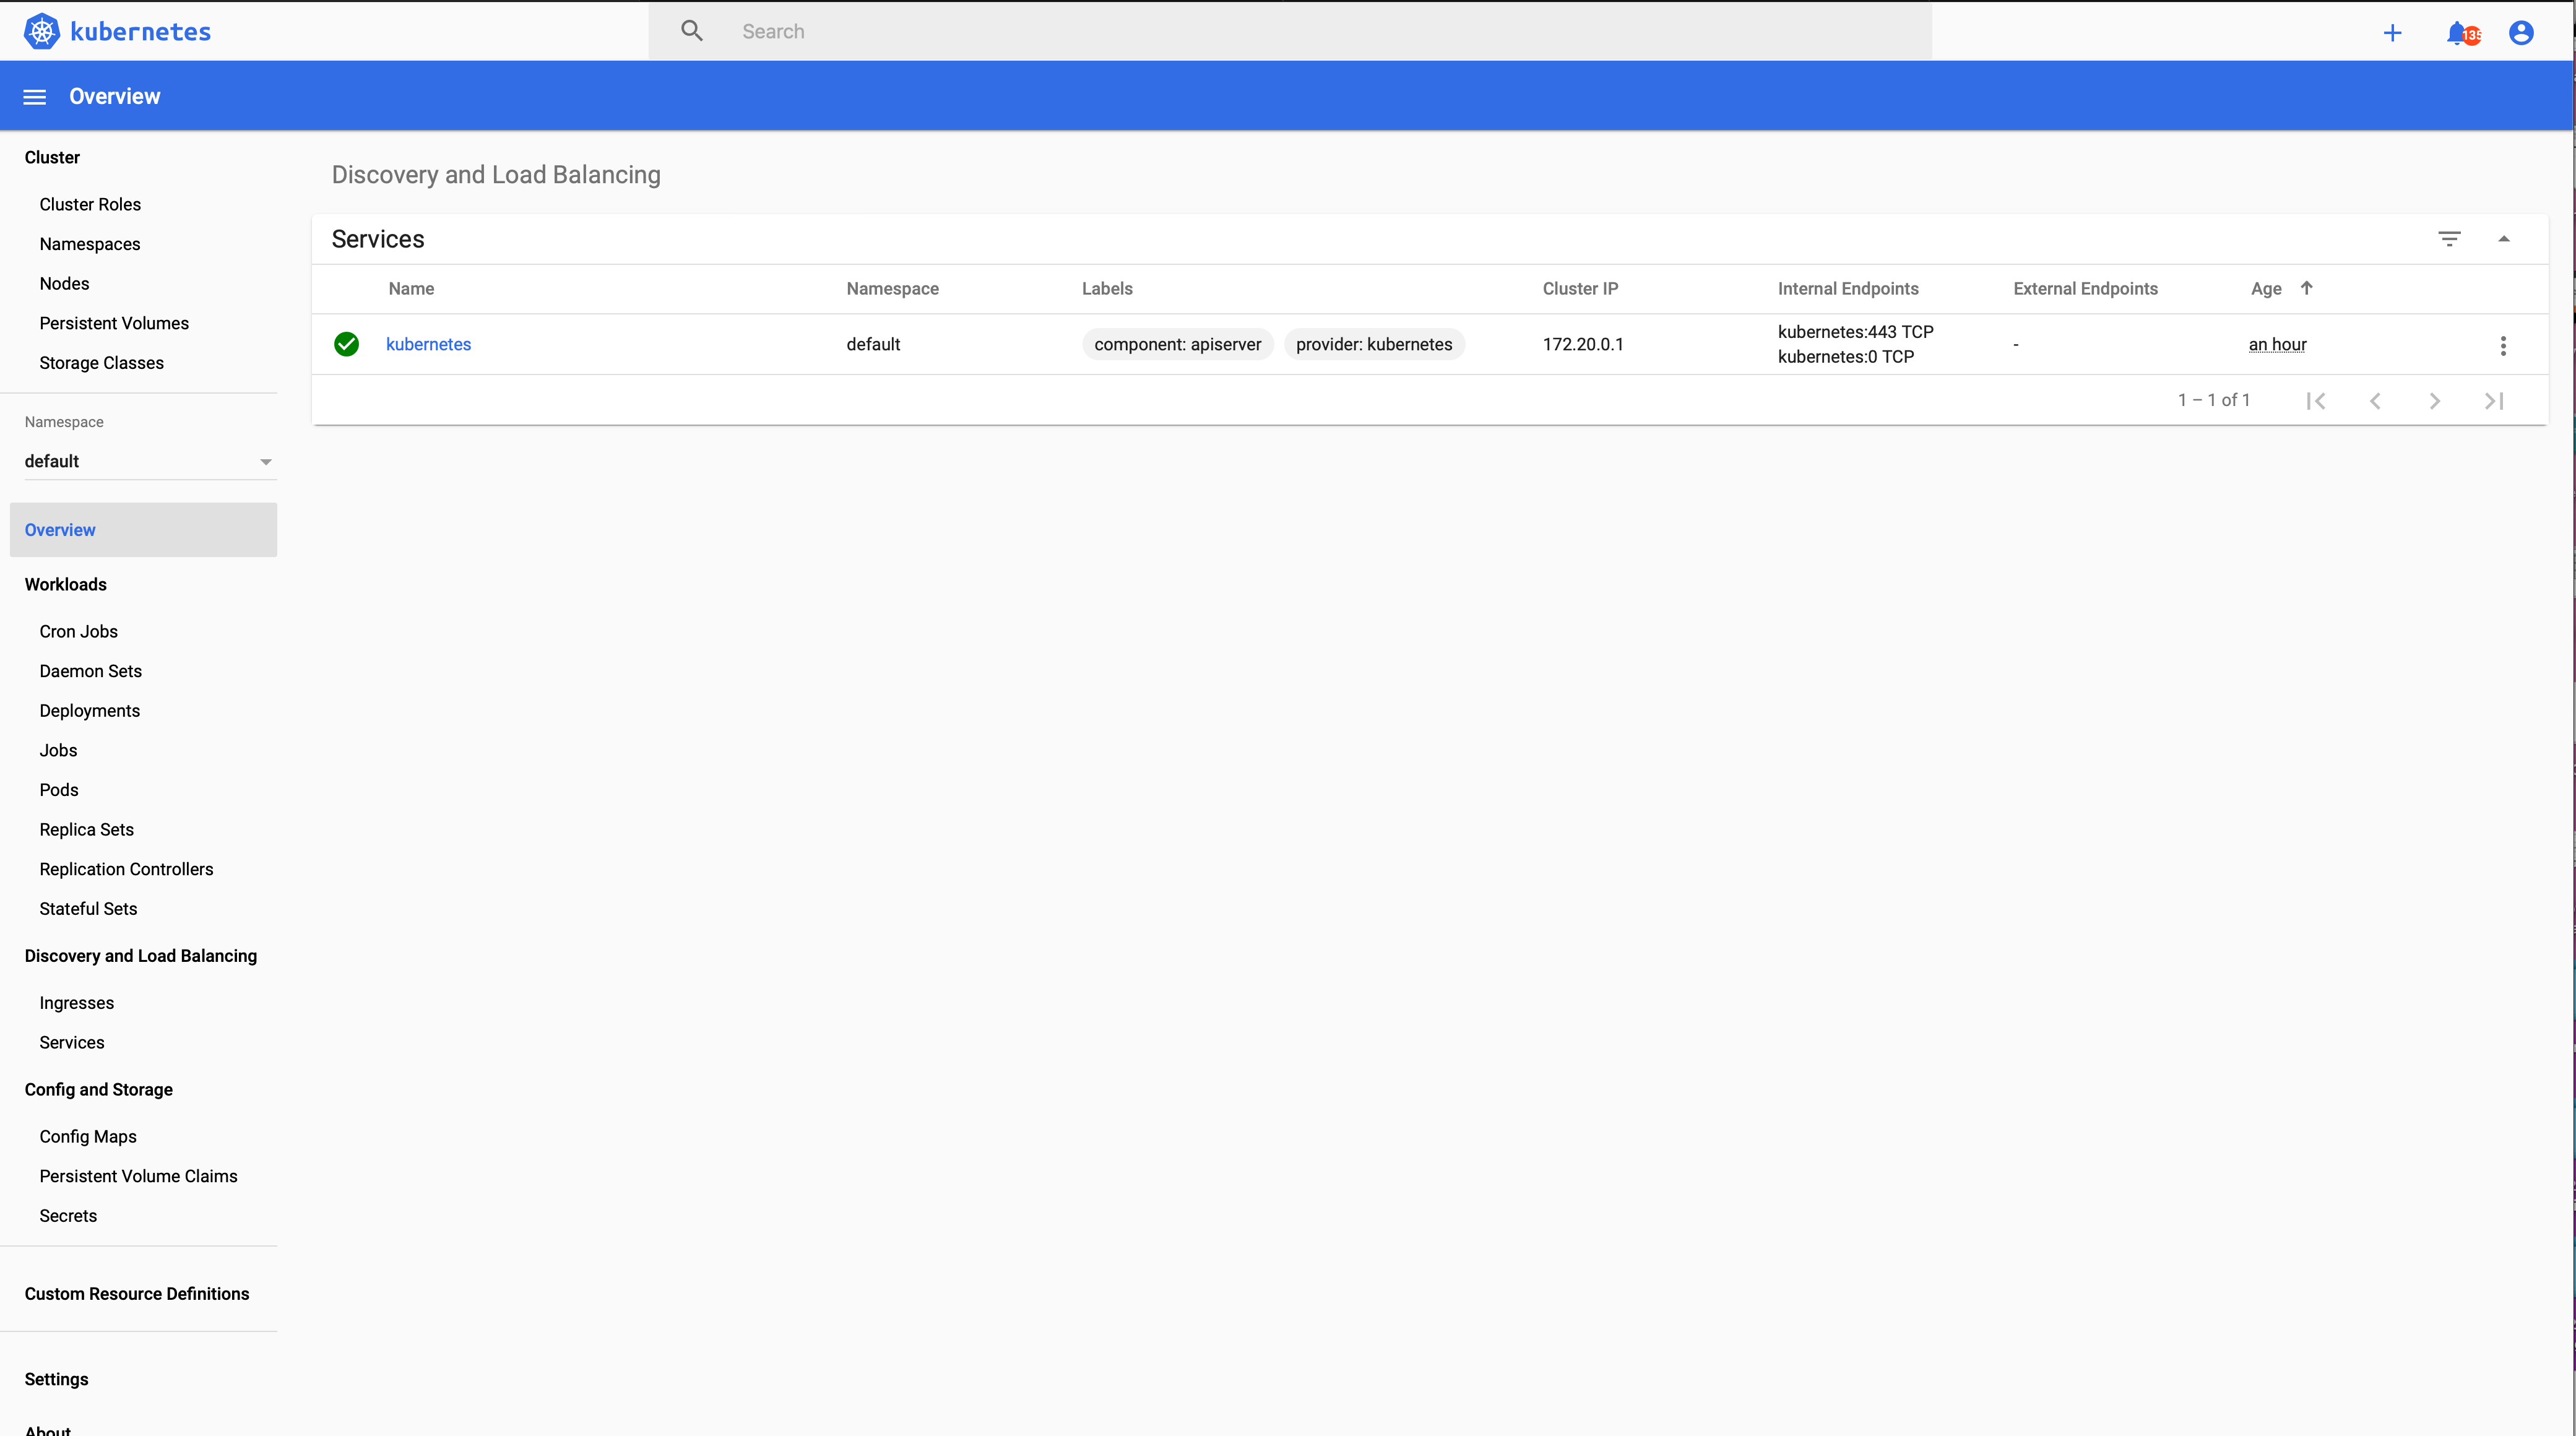 kubernetes
Search
135
Overview
Cluster
Cluster Roles
Namespaces
Nodes
Persistent Volumes
Storage Classes
Namespace
default
Overview
Workloads
Cron Jobs
Daemon Sets
Deployments
Jobs
Pods
Replica Sets
Replication Controllers
Stateful Sets
Discovery and Load Balancing
Ingresses
Services
Config and Storage
Config Maps
Persistent Volume Claims
Secrets
Custom Resource Definitions
Settings
About
Discovery and Load Balancing
Services
Name Namespace Labels Cluster IP Internal Endpoints External Endpoints Age
kubernetes default component: apiserver provider: kubernetes 172.20.0.1 kubernetes:443 TCP - an hour
kubernetes:0 TCP
1 – 1 of 1